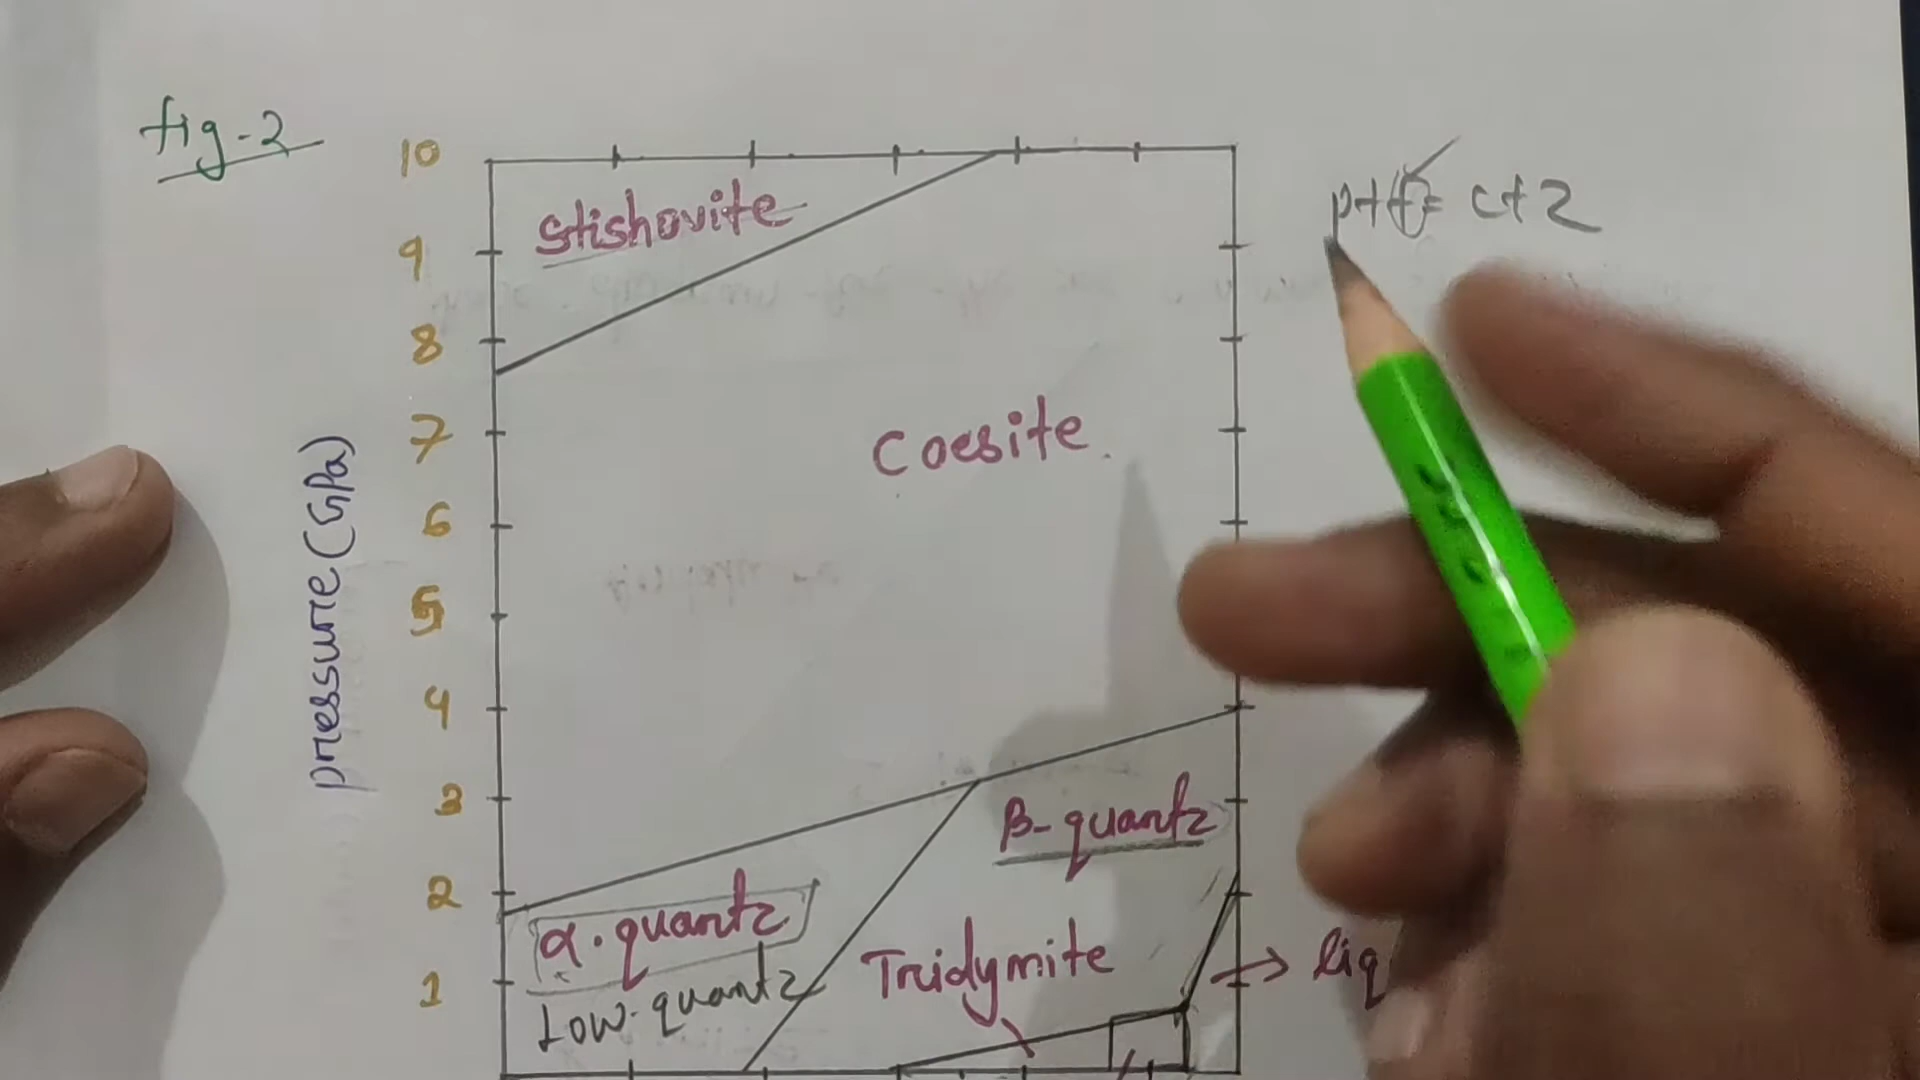 fig-2
10
stishovite
p+f= c+2
9
8
7
coesite
6
pressure (GPa)
5
4
3
β-quartz
2
α-quartz
Tridymite
liq
1
Low-quartz